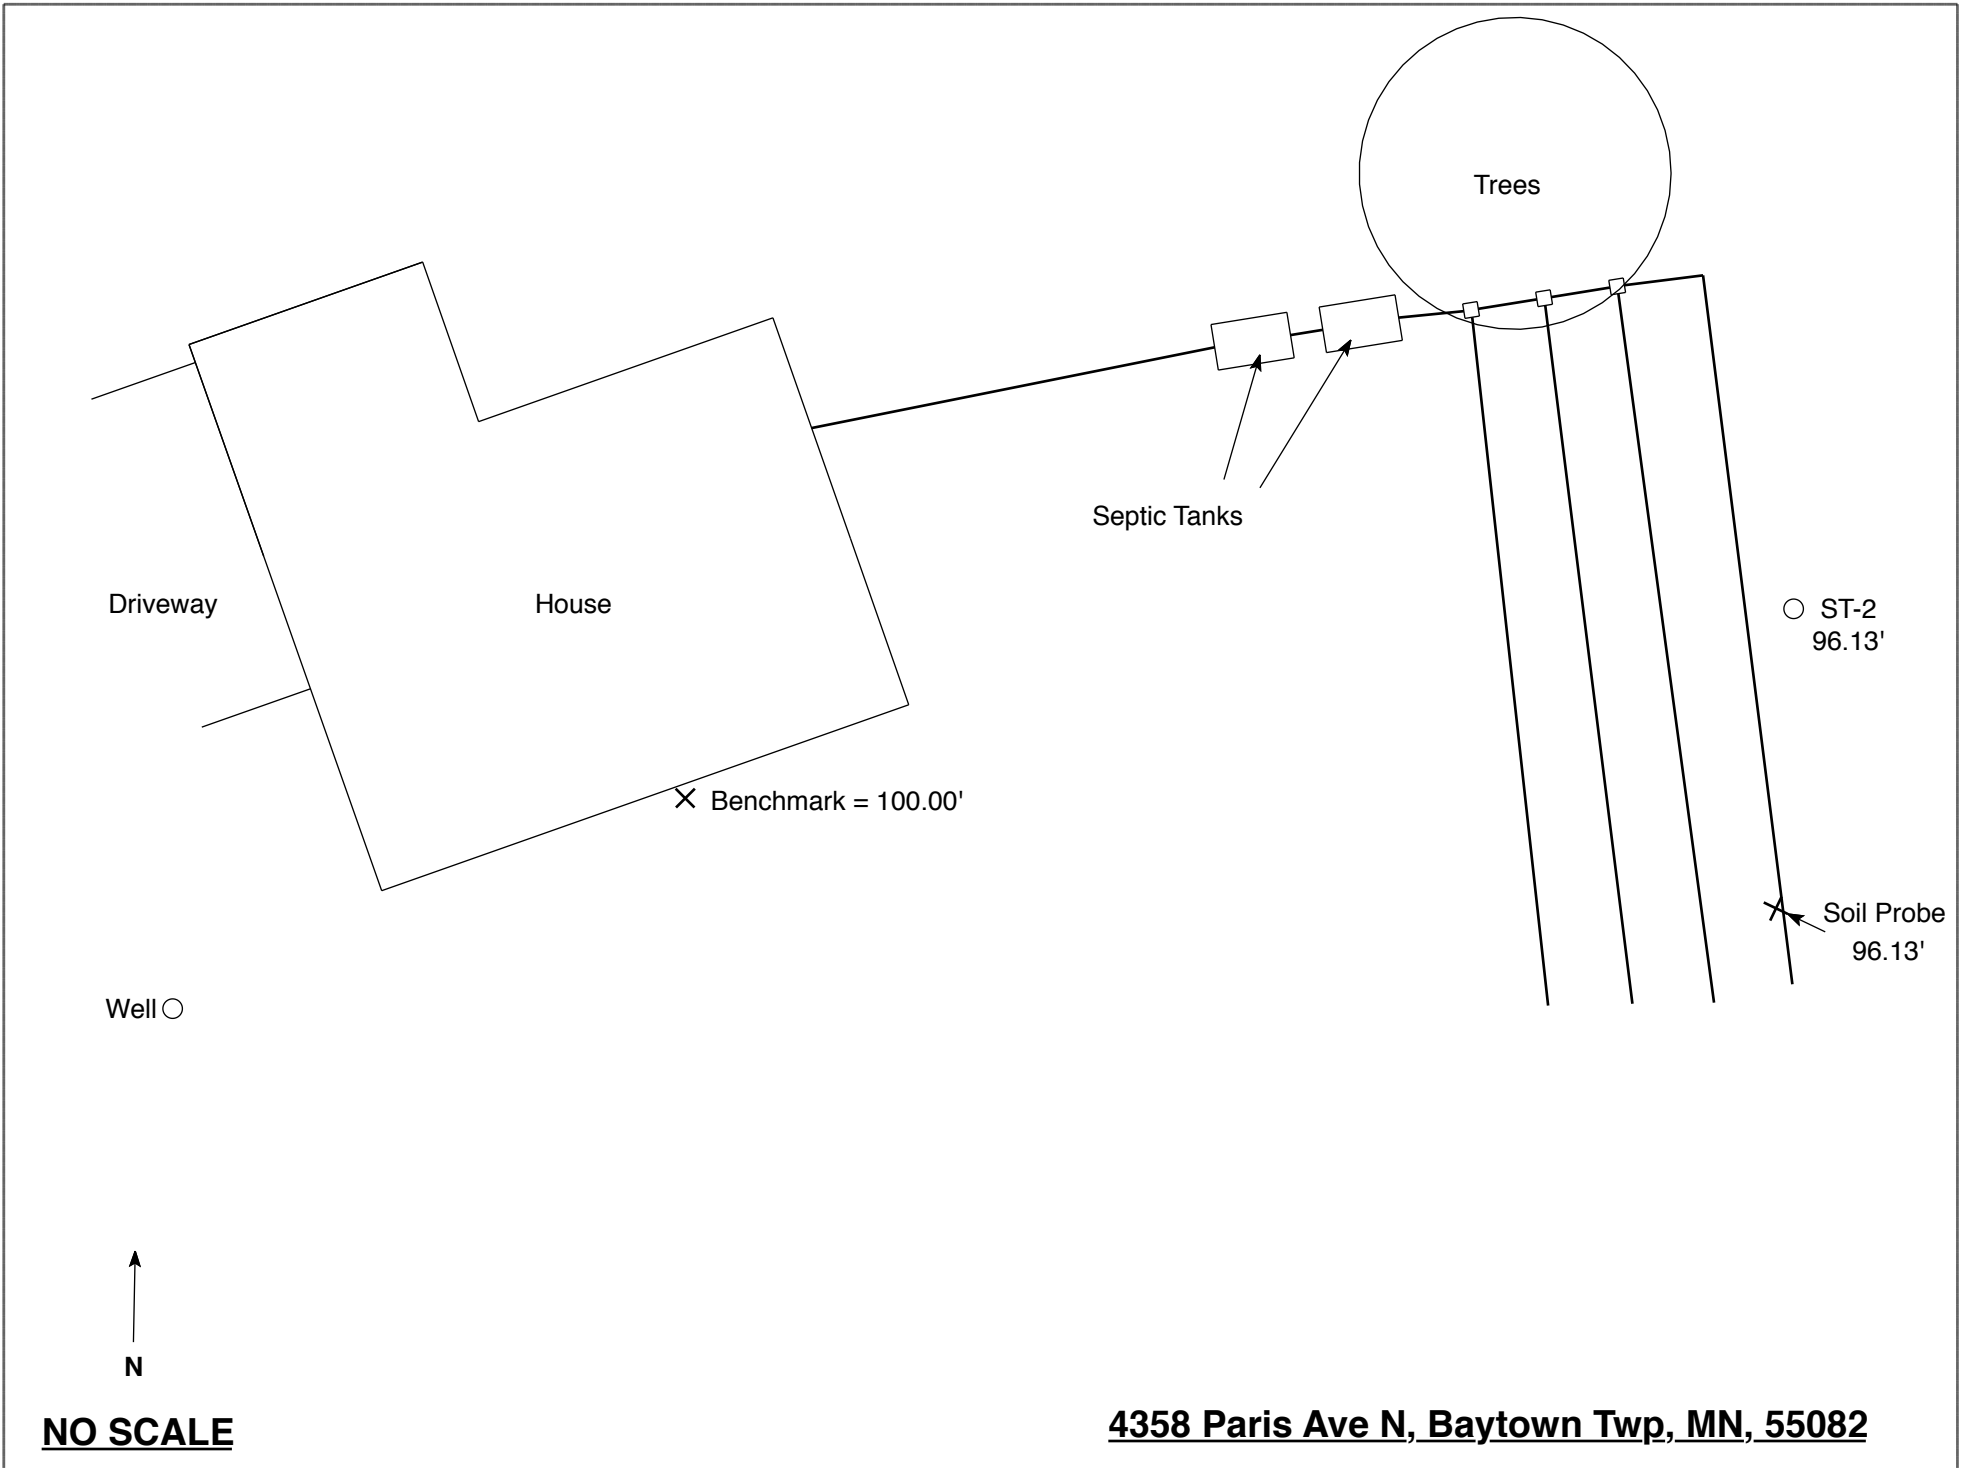 Trees
Septic Tanks
Driveway
House
ST-2
96.13'
Benchmark = 100.00'
Soil Probe
96.13'
Well
N
NO SCALE
4358 Paris Ave N, Baytown Twp, MN, 55082